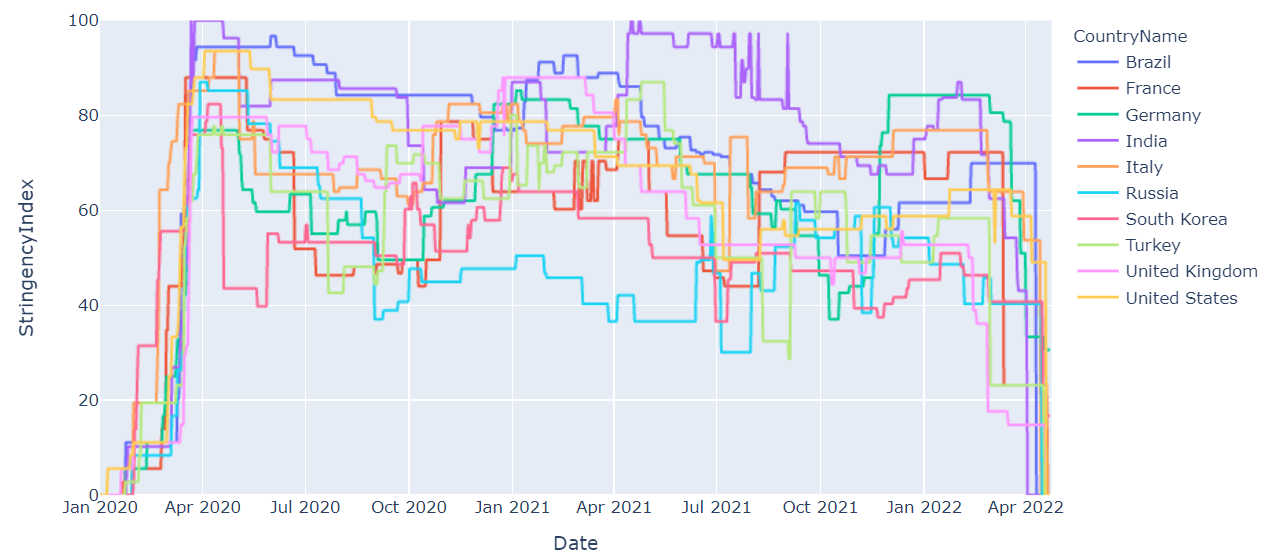 StringencyIndex
100
80
60
40
20
0
Jan 2020 Apr 2020 Jul 2020 Oct 2020 Jan 2021 Apr 2021 Jul 2021 Oct 2021 Jan 2022 Apr 2022
Date
CountryName
Brazil
France
Germany
India
Italy
Russia
South Korea
Turkey
United Kingdom
United States